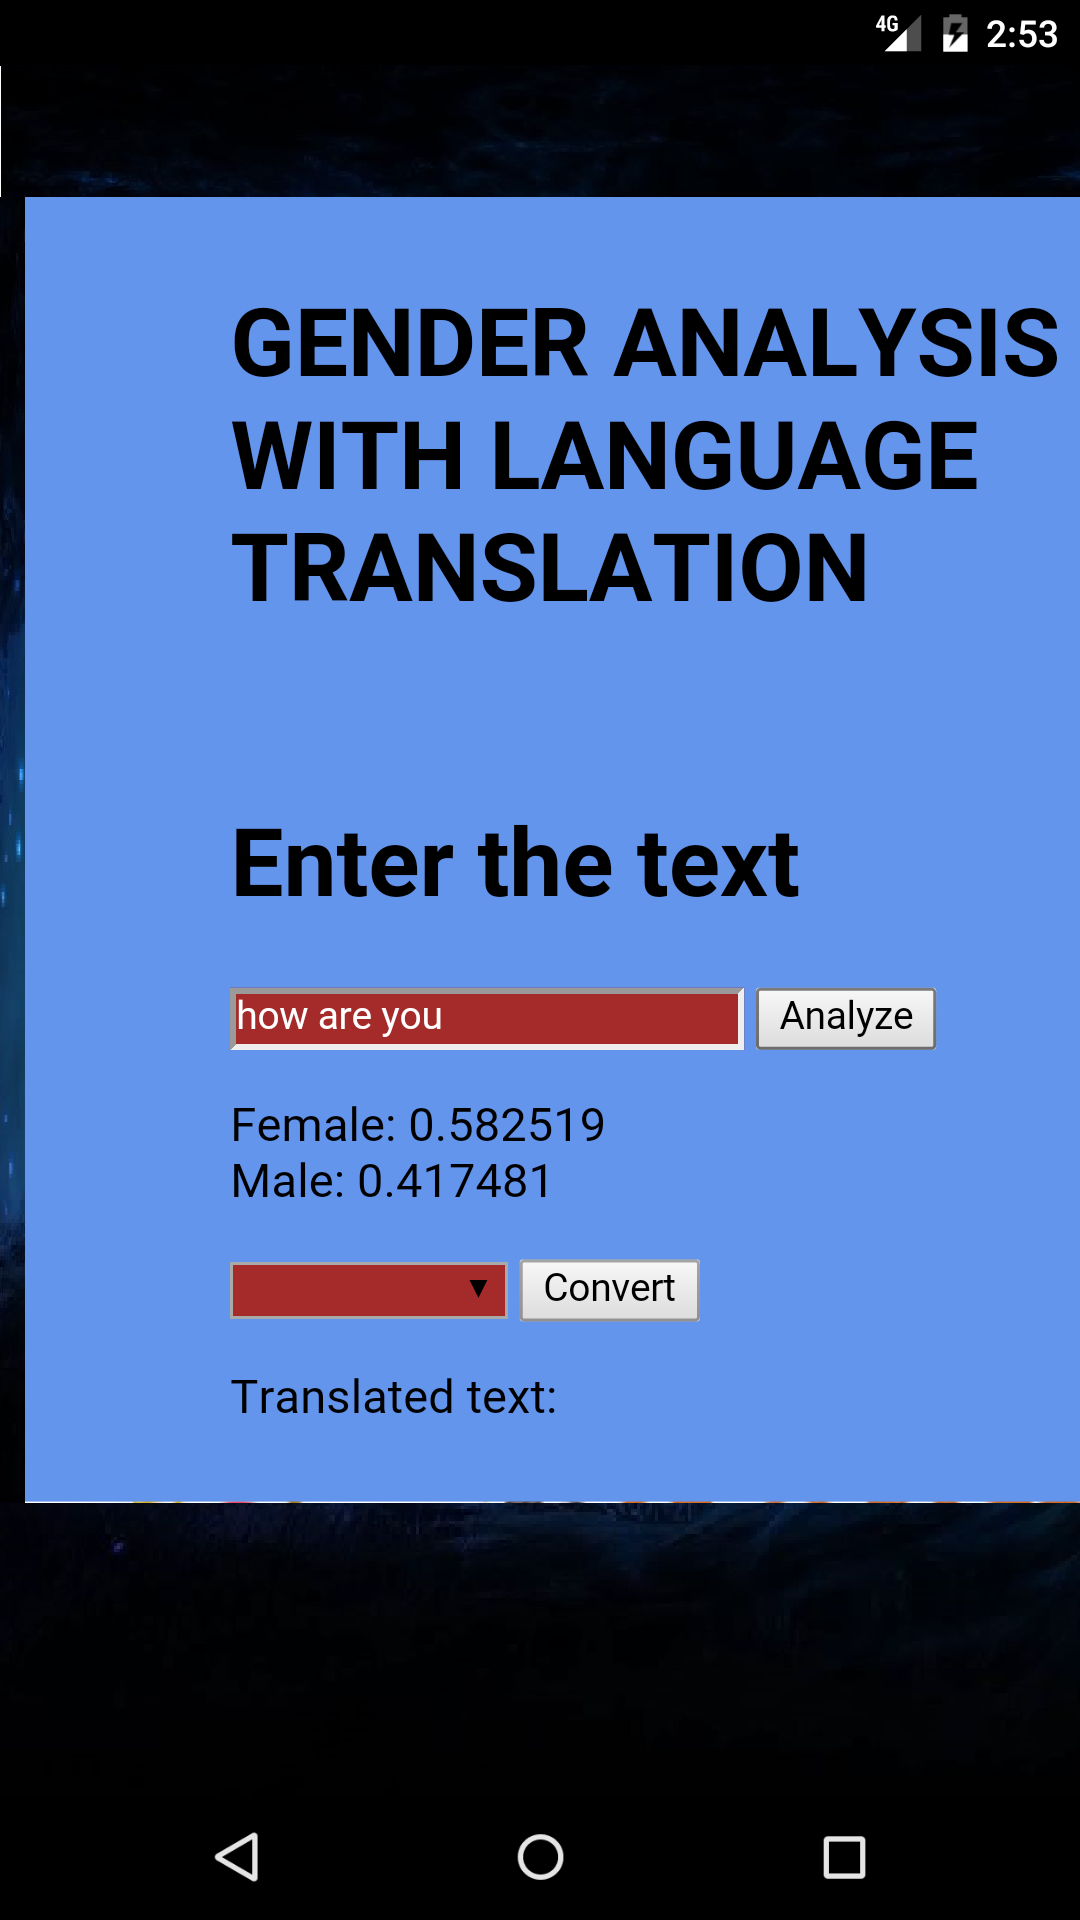 4G 2:53
GENDER ANALYSIS
WITH LANGUAGE
TRANSLATION
Enter the text
how are you Analyze
Female: 0.582519
Male: 0.417481
Convert
Translated text: